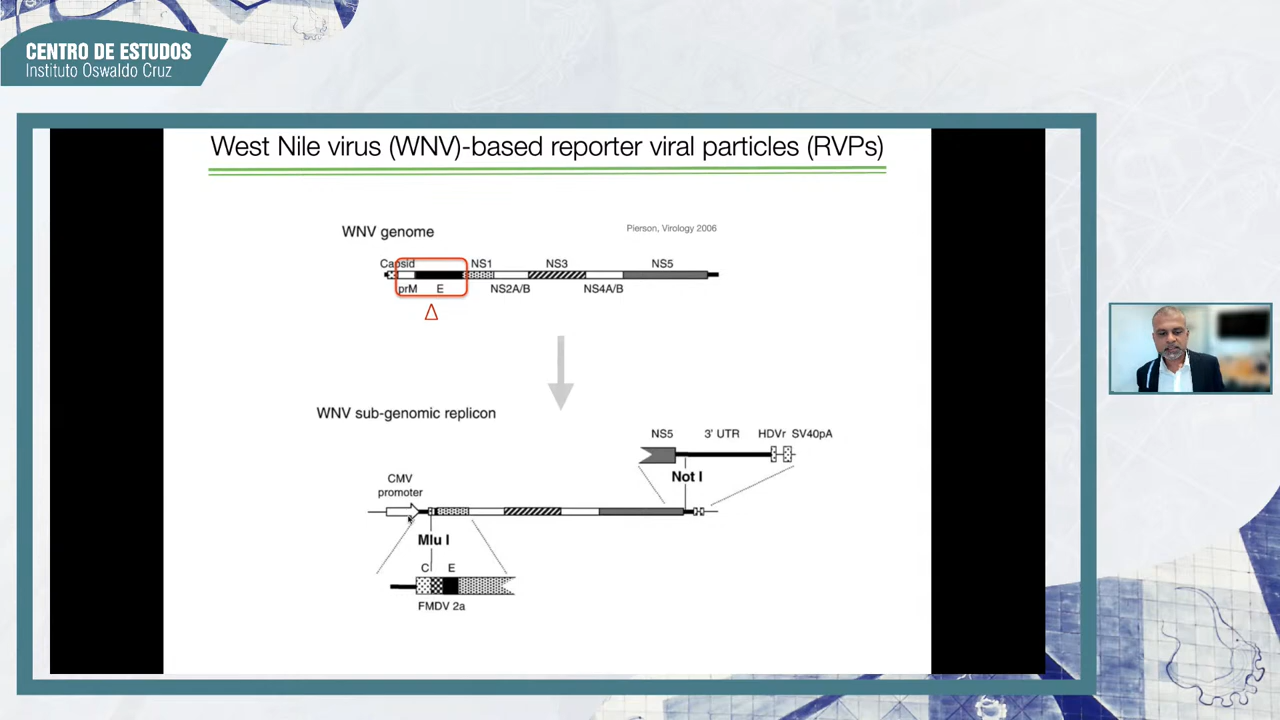 CENTRO DE ESTUDOS
Instituto Oswaldo Cruz
West Nile virus (WNV)-based reporter viral particles (RVPs)
WNV genome
Pierson, Virology 2006
Capsid NS1 NS3 NS5
prM E NS2A/B NS4A/B
Δ
WNV sub-genomic replicon
NS5 3' UTR HDVr SV40pA
Not I
CMV
promoter
Mlu I
C E
FMDV 2a